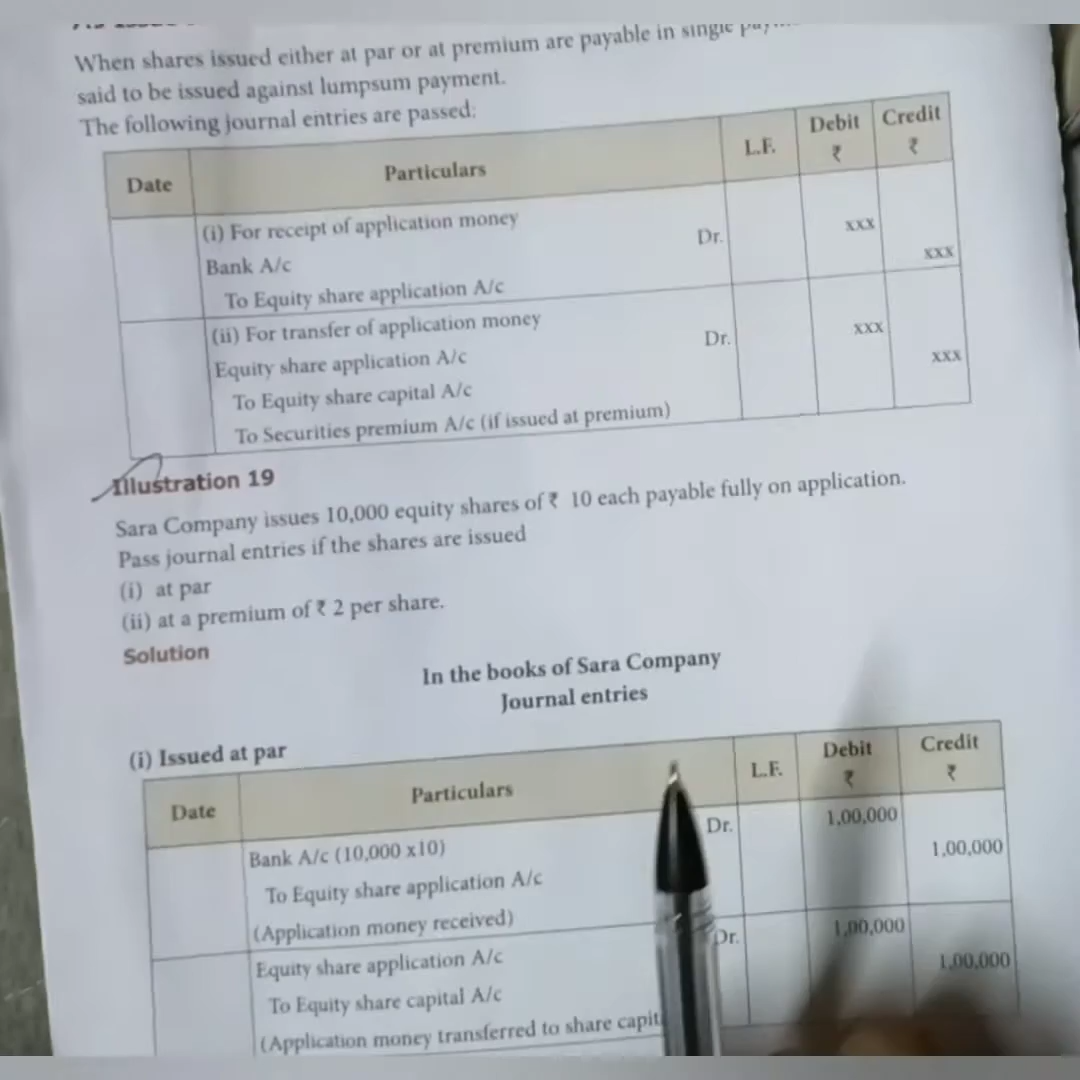 When shares issued either at par or at premium are payable in single
said to be issued against lumpsum payment.
The following journal entries are passed:
Date Particulars L.F. Debit ₹ Credit ₹
(i) For receipt of application money
Bank A/c Dr. xxx
To Equity share application A/c xxx
(ii) For transfer of application money
Equity share application A/c Dr. xxx
To Equity share capital A/c xxx
To Securities premium A/c (if issued at premium)
Illustration 19
Sara Company issues 10,000 equity shares of ₹ 10 each payable fully on application.
Pass journal entries if the shares are issued
(i) at par
(ii) at a premium of ₹ 2 per share.
Solution
In the books of Sara Company
Journal entries
(i) Issued at par
Date Particulars L.F. Debit ₹ Credit ₹
Bank A/c (10,000 x10) Dr. 1,00,000
To Equity share application A/c 1,00,000
(Application money received)
Equity share application A/c Dr. 1,00,000
To Equity share capital A/c 1,00,000
(Application money transferred to share